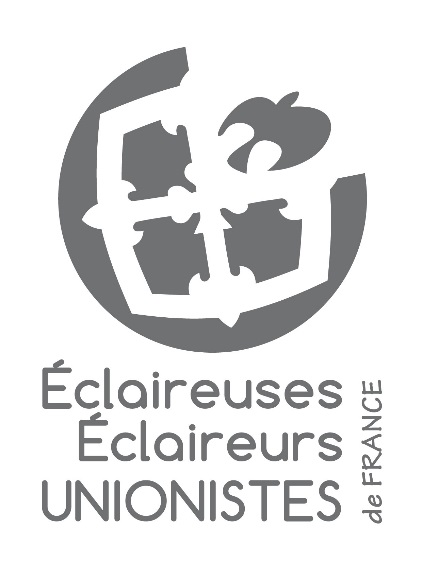 Éclaireuses
Éclaireurs
UNIONISTES
de FRANCE